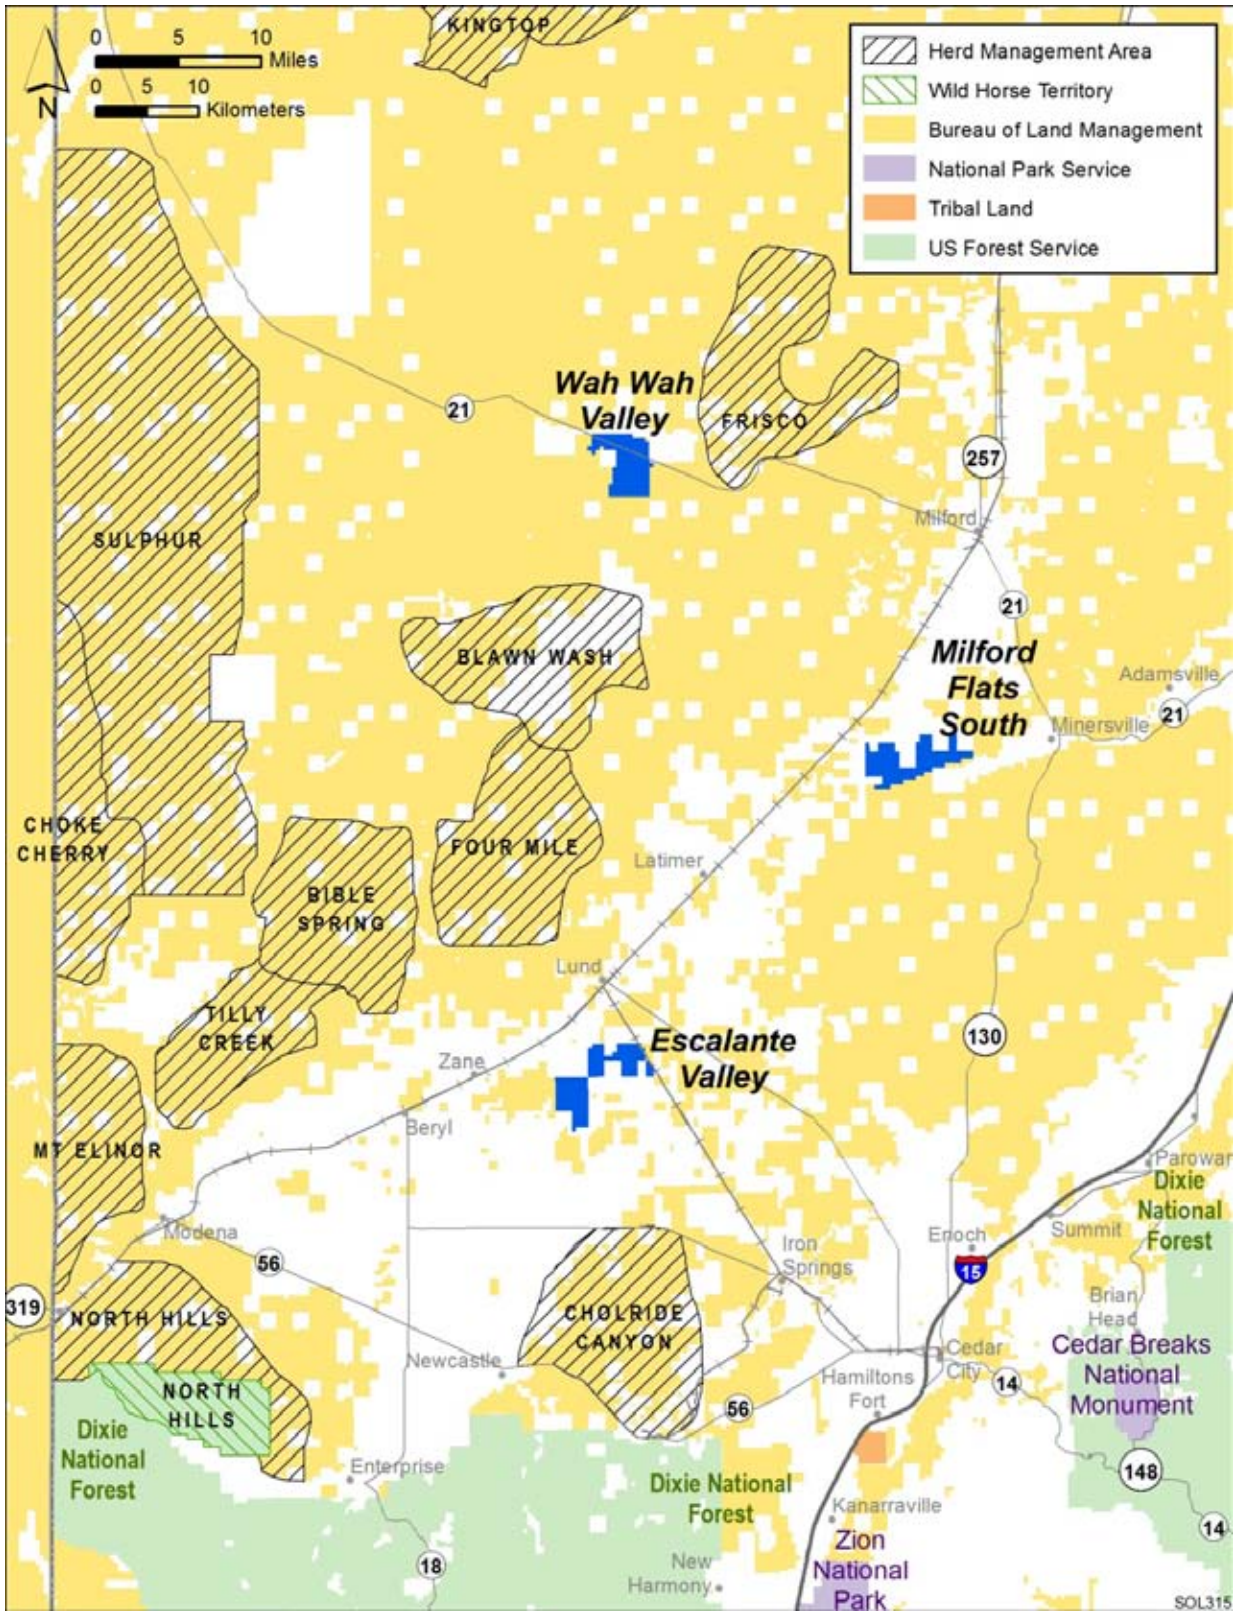 KINGTOP
0 5 10
Miles
0 5 10
Kilometers
N
Herd Management Area
Wild Horse Territory
Bureau of Land Management
National Park Service
Tribal Land
US Forest Service
Wah Wah
Valley
21
FRISCO
257
Milford
SULPHUR
21
BLAWN WASH
Milford
Flats
South
Adamsville
21
Minersville
CHOKE
CHERRY
FOUR MILE
Latimer
BIBLE
SPRING
Lund
TILLY
CREEK
Escalante
Valley
130
Zane
Beryl
MT ELINOR
Parowan
Dixie
National
Forest
Modena
Summit
Enoch
56
Iron
Springs
15
319
NORTH HILLS
CHOLRIDE
CANYON
Brian
Head
Cedar Breaks
National
Monument
Newcastle
Cedar
City
Hamiltons
Fort
14
NORTH
HILLS
56
Dixie
National
Forest
Enterprise
Dixie National
Forest
148
Kanarraville
14
Zion
National
Park
18
New
Harmony
SOL315